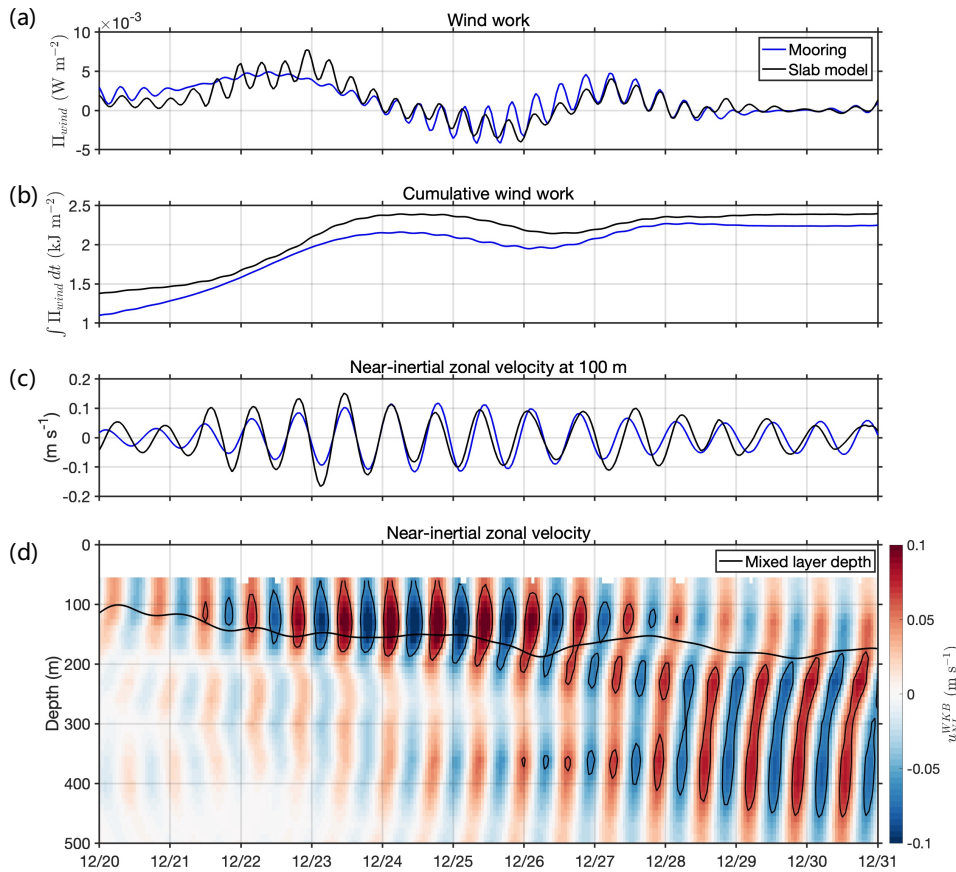 (a)
Wind work
×10⁻³
10
5
0
-5
Π_wind (W m⁻²)
Mooring
Slab model
(b)
Cumulative wind work
2.5
2
1.5
1
∫ Π_wind dt (kJ m⁻²)
(c)
Near-inertial zonal velocity at 100 m
0.2
0.1
0
-0.1
-0.2
(m s⁻¹)
(d)
Near-inertial zonal velocity
0
100
200
300
400
500
Depth (m)
Mixed layer depth
12/20 12/21 12/22 12/23 12/24 12/25 12/26 12/27 12/28 12/29 12/30 12/31
0.1
0.05
0
-0.05
-0.1
u_NI^WKB (m s⁻¹)